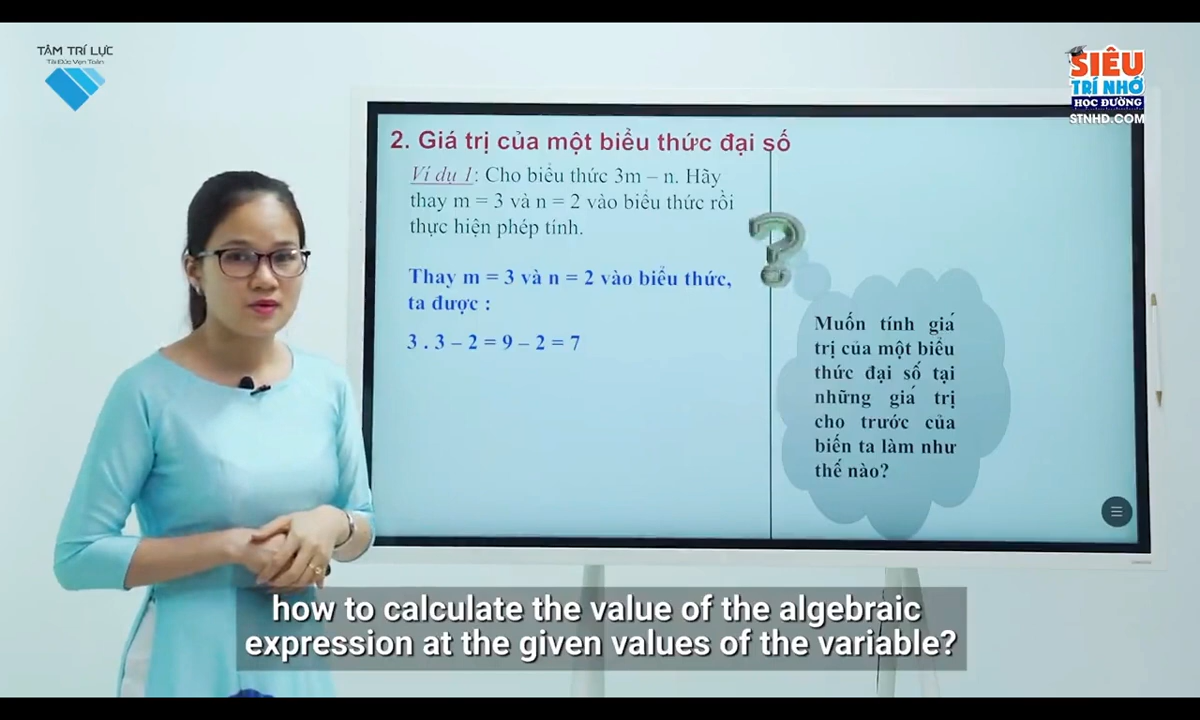 TÂM TRÍ LỰC
Tài Đức Vẹn Toàn
SIÊU
TRÍ NHỚ
HỌC ĐƯỜNG
STNHD.COM
2. Giá trị của một biểu thức đại số
Ví dụ 1: Cho biểu thức 3m – n. Hãy
thay m = 3 và n = 2 vào biểu thức rồi
thực hiện phép tính.
Thay m = 3 và n = 2 vào biểu thức,
ta được :
3 . 3 – 2 = 9 – 2 = 7
?
Muốn tính giá
trị của một biểu
thức đại số tại
những giá trị
cho trước của
biến ta làm như
thế nào?
how to calculate the value of the algebraic
expression at the given values of the variable?